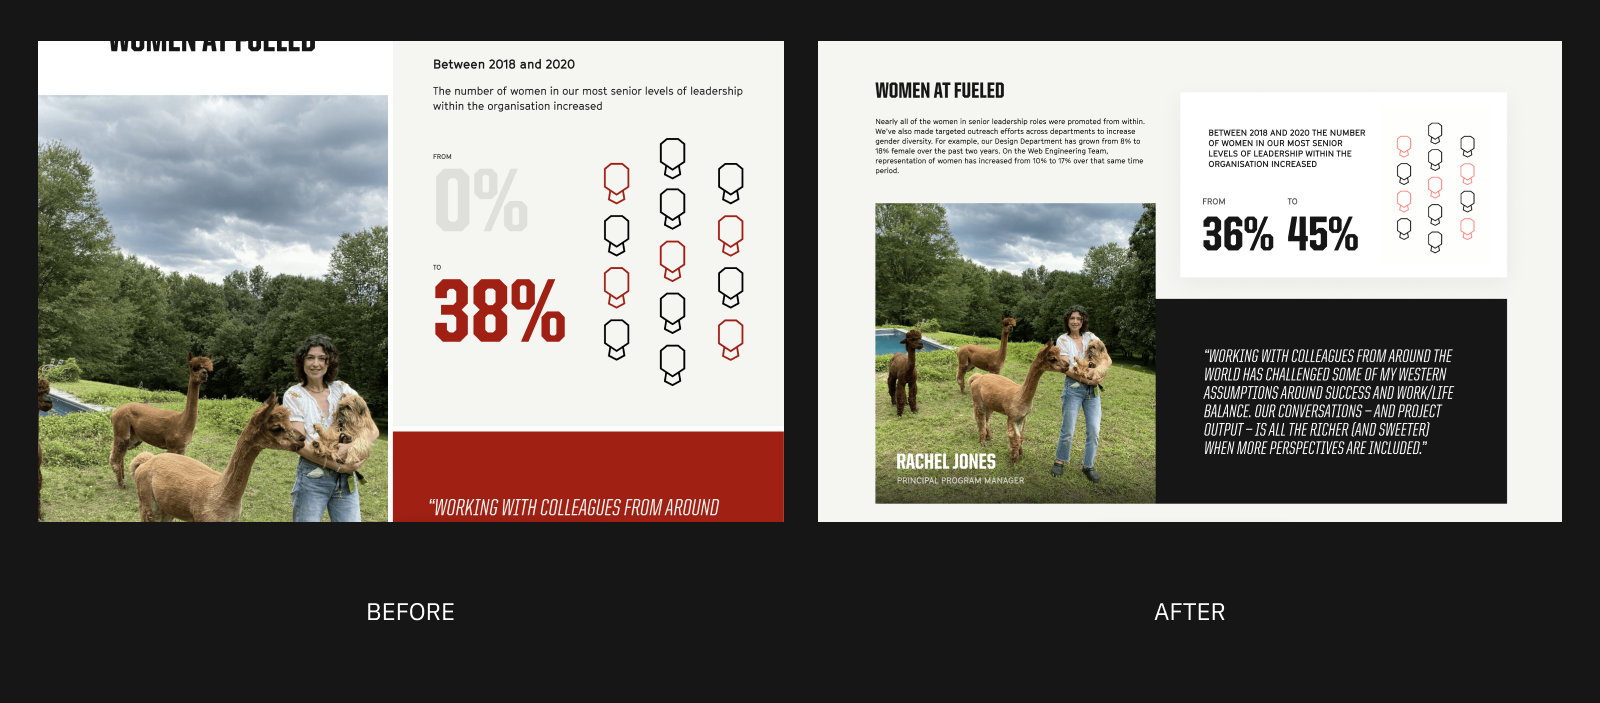 WOMEN AT FUELED
Between 2018 and 2020
The number of women in our most senior levels of leadership
within the organisation increased
FROM
0%
TO
38%
“WORKING WITH COLLEAGUES FROM AROUND
BEFORE
WOMEN AT FUELED
Nearly all of the women in senior leadership roles were promoted from within.
We've also made targeted outreach efforts across departments to increase
gender diversity. For example, our Design Department has grown from 8% to
18% female over the past two years. On the Web Engineering Team,
representation of women has increased from 10% to 17% over that same time
period.
BETWEEN 2018 AND 2020 THE NUMBER
OF WOMEN IN OUR MOST SENIOR
LEVELS OF LEADERSHIP WITHIN THE
ORGANISATION INCREASED
FROM
36%
TO
45%
RACHEL JONES
PRINCIPAL PROGRAM MANAGER
“WORKING WITH COLLEAGUES FROM AROUND THE
WORLD HAS CHALLENGED SOME OF MY WESTERN
ASSUMPTIONS AROUND SUCCESS AND WORK/LIFE
BALANCE. OUR CONVERSATIONS – AND PROJECT
OUTPUT – IS ALL THE RICHER (AND SWEETER)
WHEN MORE PERSPECTIVES ARE INCLUDED.”
AFTER